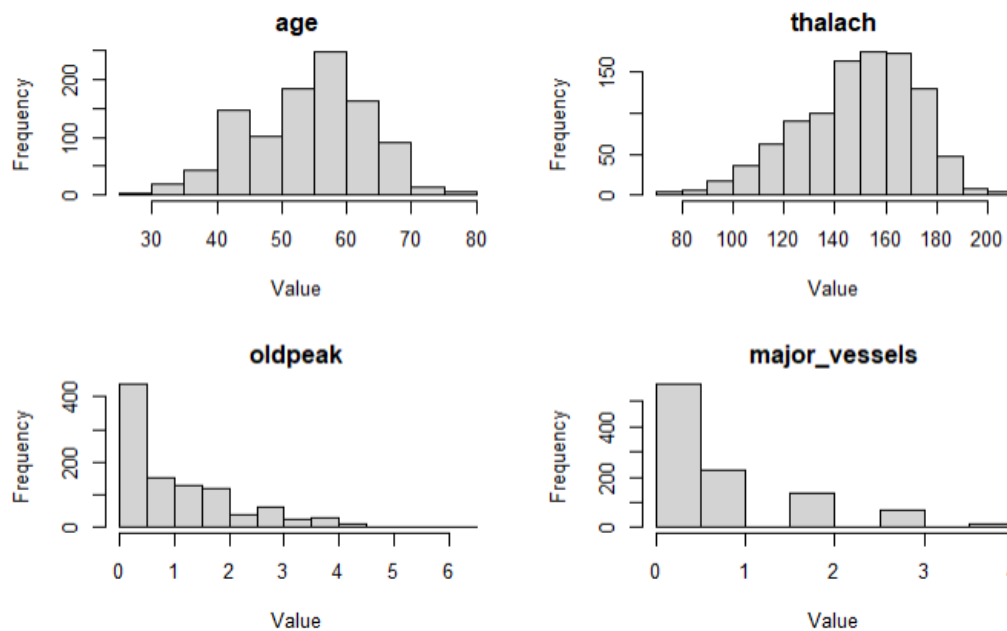 age
Frequency
0 100 200
30 40 50 60 70 80
Value
thalach
Frequency
0 50 150
80 100 120 140 160 180 200
Value
oldpeak
Frequency
0 200 400
0 1 2 3 4 5 6
Value
major_vessels
Frequency
0 200 400
0 1 2 3
Value